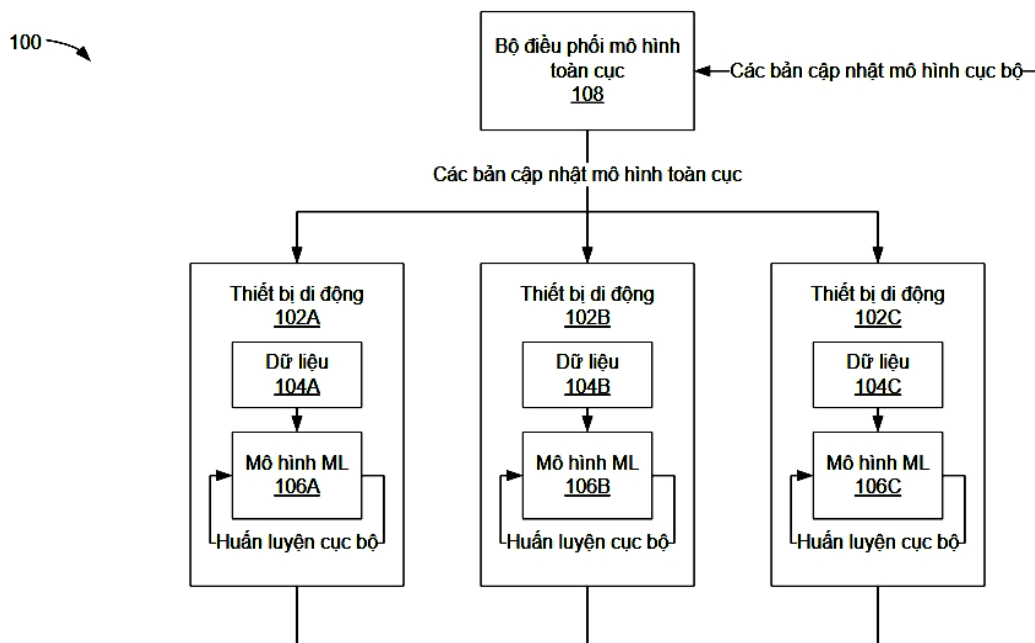 100
Bộ điều phối mô hình
toàn cục
108
Các bản cập nhật mô hình cục bộ
Các bản cập nhật mô hình toàn cục
Thiết bị di động
102A
Dữ liệu
104A
Mô hình ML
106A
Huấn luyện cục bộ
Thiết bị di động
102B
Dữ liệu
104B
Mô hình ML
106B
Huấn luyện cục bộ
Thiết bị di động
102C
Dữ liệu
104C
Mô hình ML
106C
Huấn luyện cục bộ